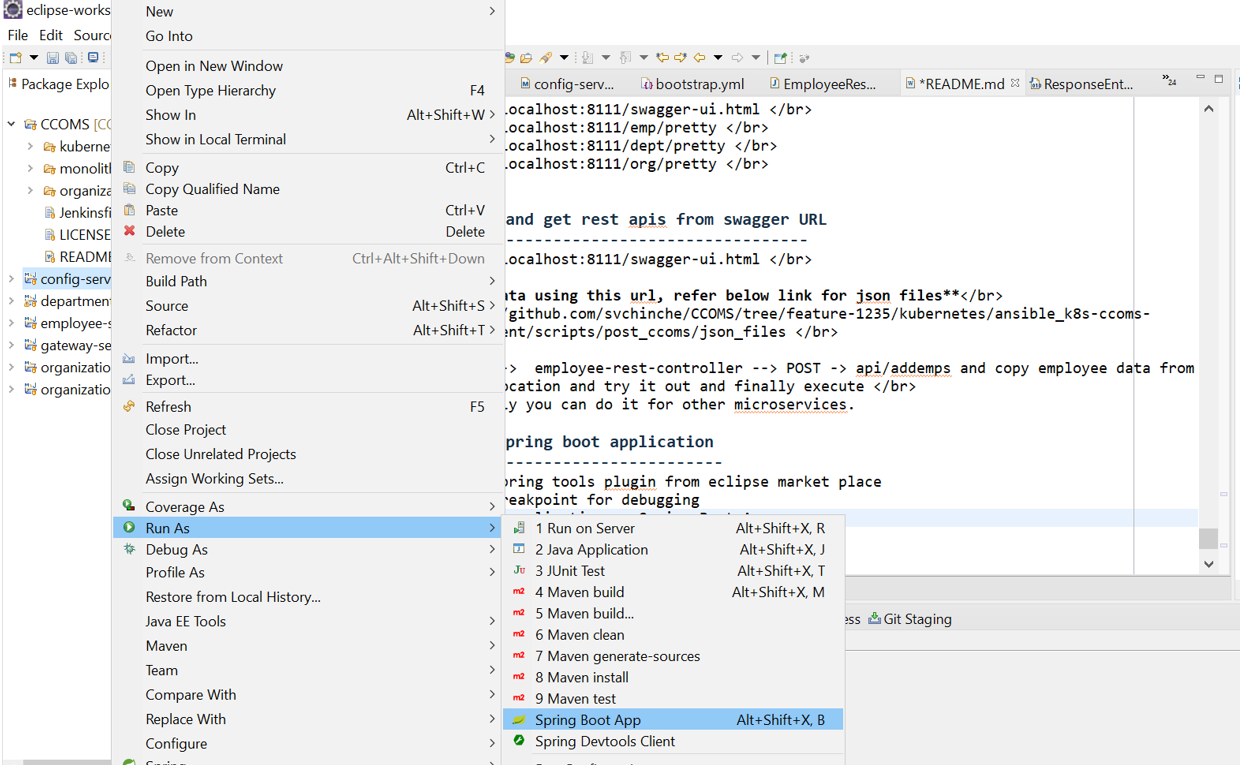 eclipse-works
File Edit Sourc
Package Explo
CCOMS [CC
kuberne
monolith
organiza
Jenkinsfi
LICENSE
README
config-serv
department
employee-s
gateway-se
organizatio
organizatio
New
Go Into
Open in New Window
Open Type Hierarchy F4
Show In Alt+Shift+W
Show in Local Terminal
Copy Ctrl+C
Copy Qualified Name
Paste Ctrl+V
Delete Delete
Remove from Context Ctrl+Alt+Shift+Down
Build Path
Source Alt+Shift+S
Refactor Alt+Shift+T
Import...
Export...
Refresh F5
Close Project
Close Unrelated Projects
Assign Working Sets...
Coverage As
Run As
Debug As
Profile As
Restore from Local History...
Java EE Tools
Maven
Team
Compare With
Replace With
Configure
Spring
1 Run on Server Alt+Shift+X, R
2 Java Application Alt+Shift+X, J
3 JUnit Test Alt+Shift+X, T
4 Maven build Alt+Shift+X, M
5 Maven build...
6 Maven clean
7 Maven generate-sources
8 Maven install
9 Maven test
Spring Boot App Alt+Shift+X, B
Spring Devtools Client
config-serv... bootstrap.yml EmployeeRes... *README.md ResponseEnt... 24
localhost:8111/swagger-ui.html </br>
localhost:8111/emp/pretty </br>
localhost:8111/dept/pretty </br>
localhost:8111/org/pretty </br>
and get rest apis from swagger URL
--------------------------------
localhost:8111/swagger-ui.html </br>
ata using this url, refer below link for json files**</br>
/github.com/svchinche/CCOMS/tree/feature-1235/kubernetes/ansible_k8s-ccoms-
ent/scripts/post_ccoms/json_files </br>
> employee-rest-controller --> POST -> api/addemps and copy employee data from
ocation and try it out and finally execute </br>
ly you can do it for other microservices.
pring boot application
------------------------
pring tools plugin from eclipse market place
reakpoint for debugging
ess Git Staging